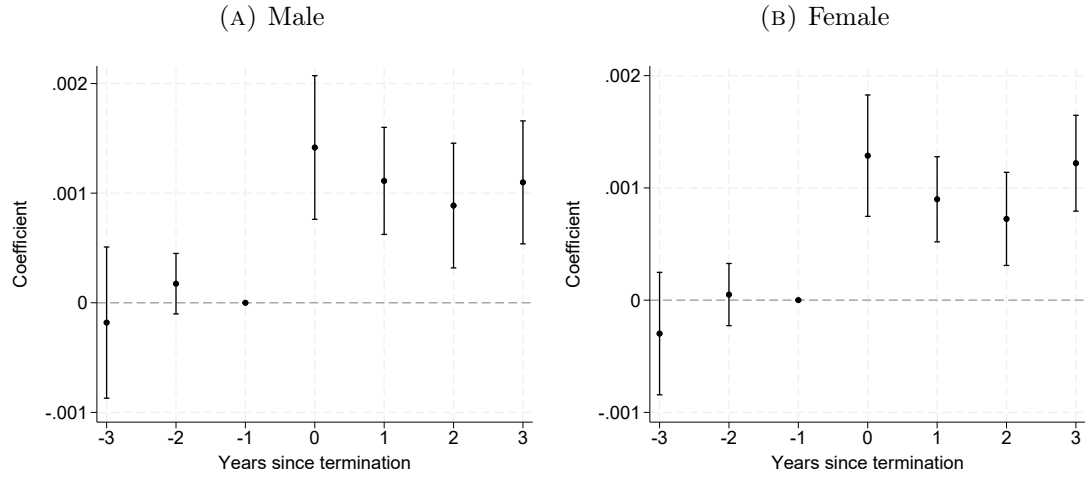 (A) Male
.002
.001
0
-.001
Coefficient
-3 -2 -1 0 1 2 3
Years since termination
(B) Female
.002
.001
0
-.001
Coefficient
-3 -2 -1 0 1 2 3
Years since termination